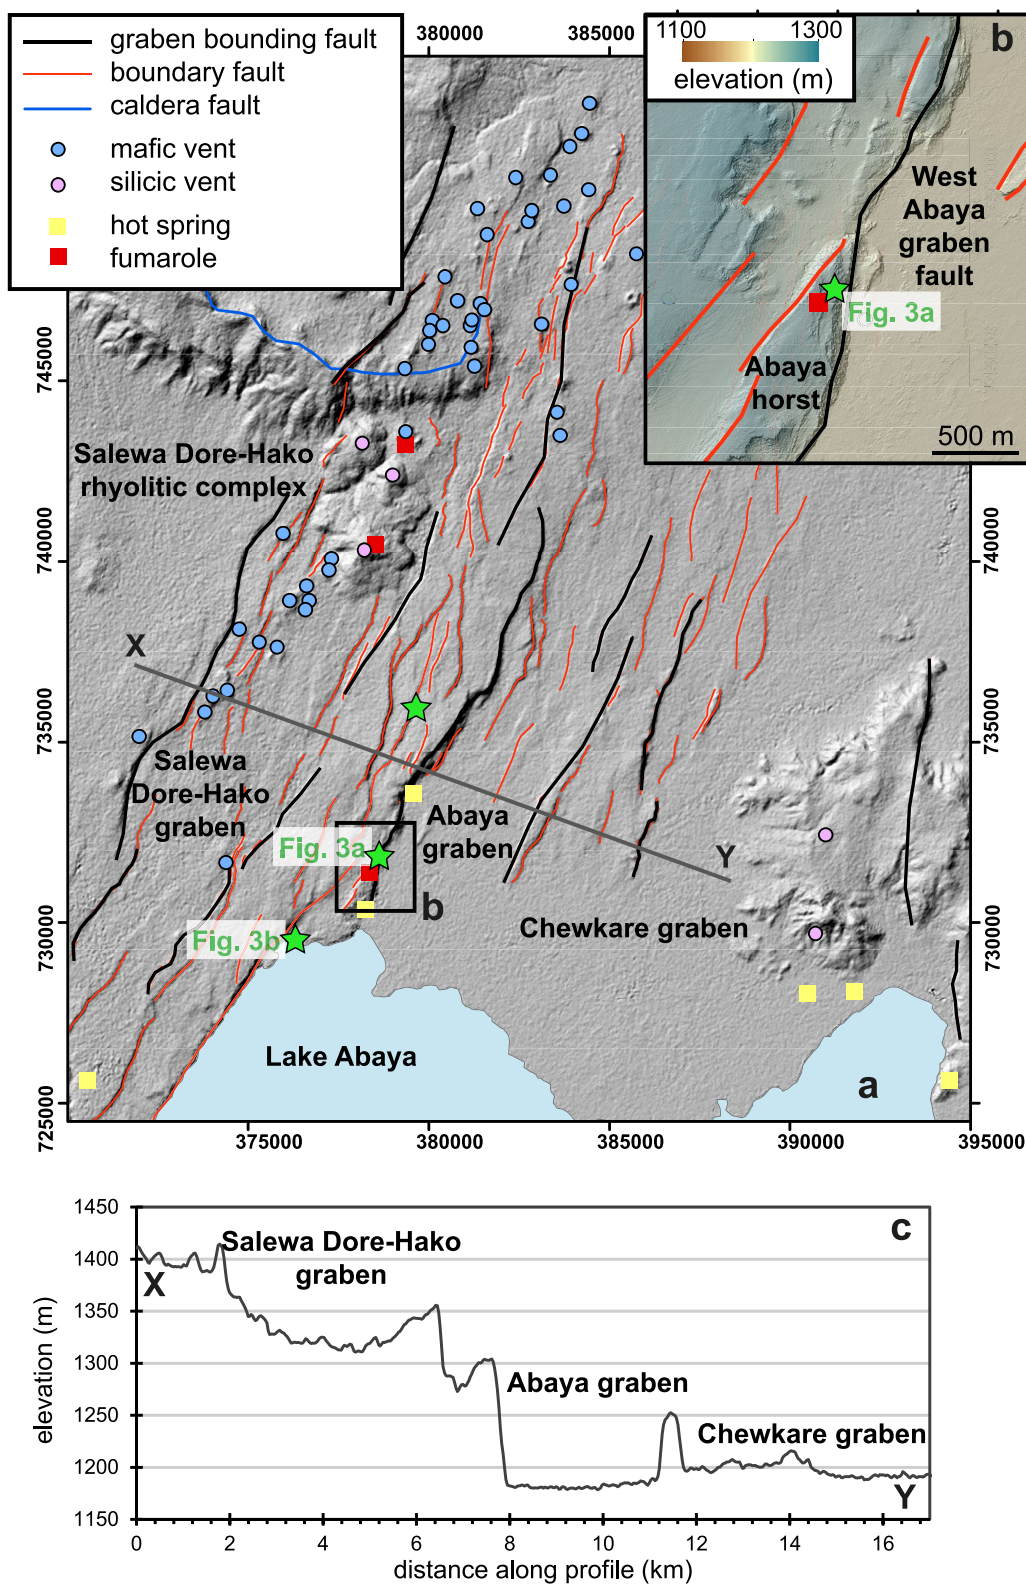 graben bounding fault
boundary fault
caldera fault
mafic vent
silicic vent
hot spring
fumarole
380000
385000
1100
1300
elevation (m)
b
West
Abaya
graben
fault
Fig. 3a
Abaya
horst
500 m
745000
740000
735000
730000
725000
740000
735000
730000
Salewa Dore-Hako
rhyolitic complex
X
Salewa
Dore-Hako
graben
Abaya
graben
Fig. 3a
Y
b
Chewkare graben
Fig. 3b
Lake Abaya
a
375000
380000
385000
390000
395000
1450
1400
1350
1300
1250
1200
1150
elevation (m)
c
Salewa Dore-Hako
graben
X
Abaya graben
Chewkare graben
Y
0
2
4
6
8
10
12
14
16
distance along profile (km)